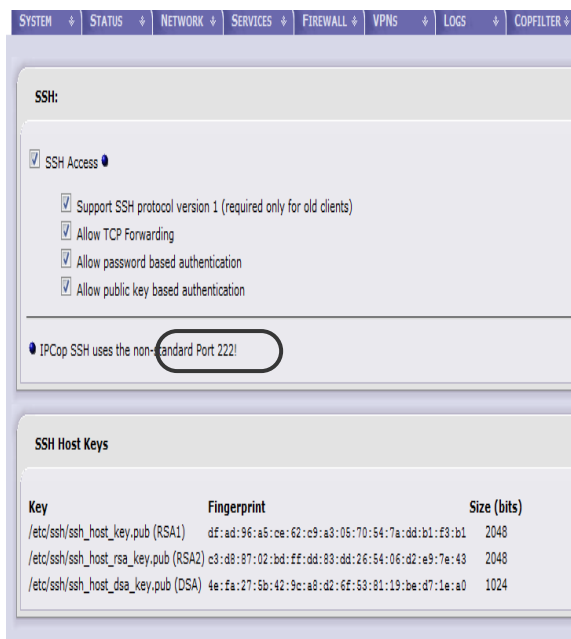 SYSTEM STATUS NETWORK SERVICES FIREWALL VPNS LOGS COPFILTER
SSH:
SSH Access
Support SSH protocol version 1 (required only for old clients)
Allow TCP Forwarding
Allow password based authentication
Allow public key based authentication
IPCop SSH uses the non-standard Port 222!
SSH Host Keys
Key Fingerprint Size (bits)
/etc/ssh/ssh_host_key.pub (RSA1) df:ad:96:a5:ce:62:c9:a3:05:70:54:7a:dd:b1:f3:b1 2048
/etc/ssh/ssh_host_rsa_key.pub (RSA2) c3:d8:87:02:bd:ff:dd:83:dd:26:54:06:d2:e9:7e:43 2048
/etc/ssh/ssh_host_dsa_key.pub (DSA) 4e:fa:27:5b:42:9c:a8:d2:6f:53:81:19:be:d7:1e:a0 1024